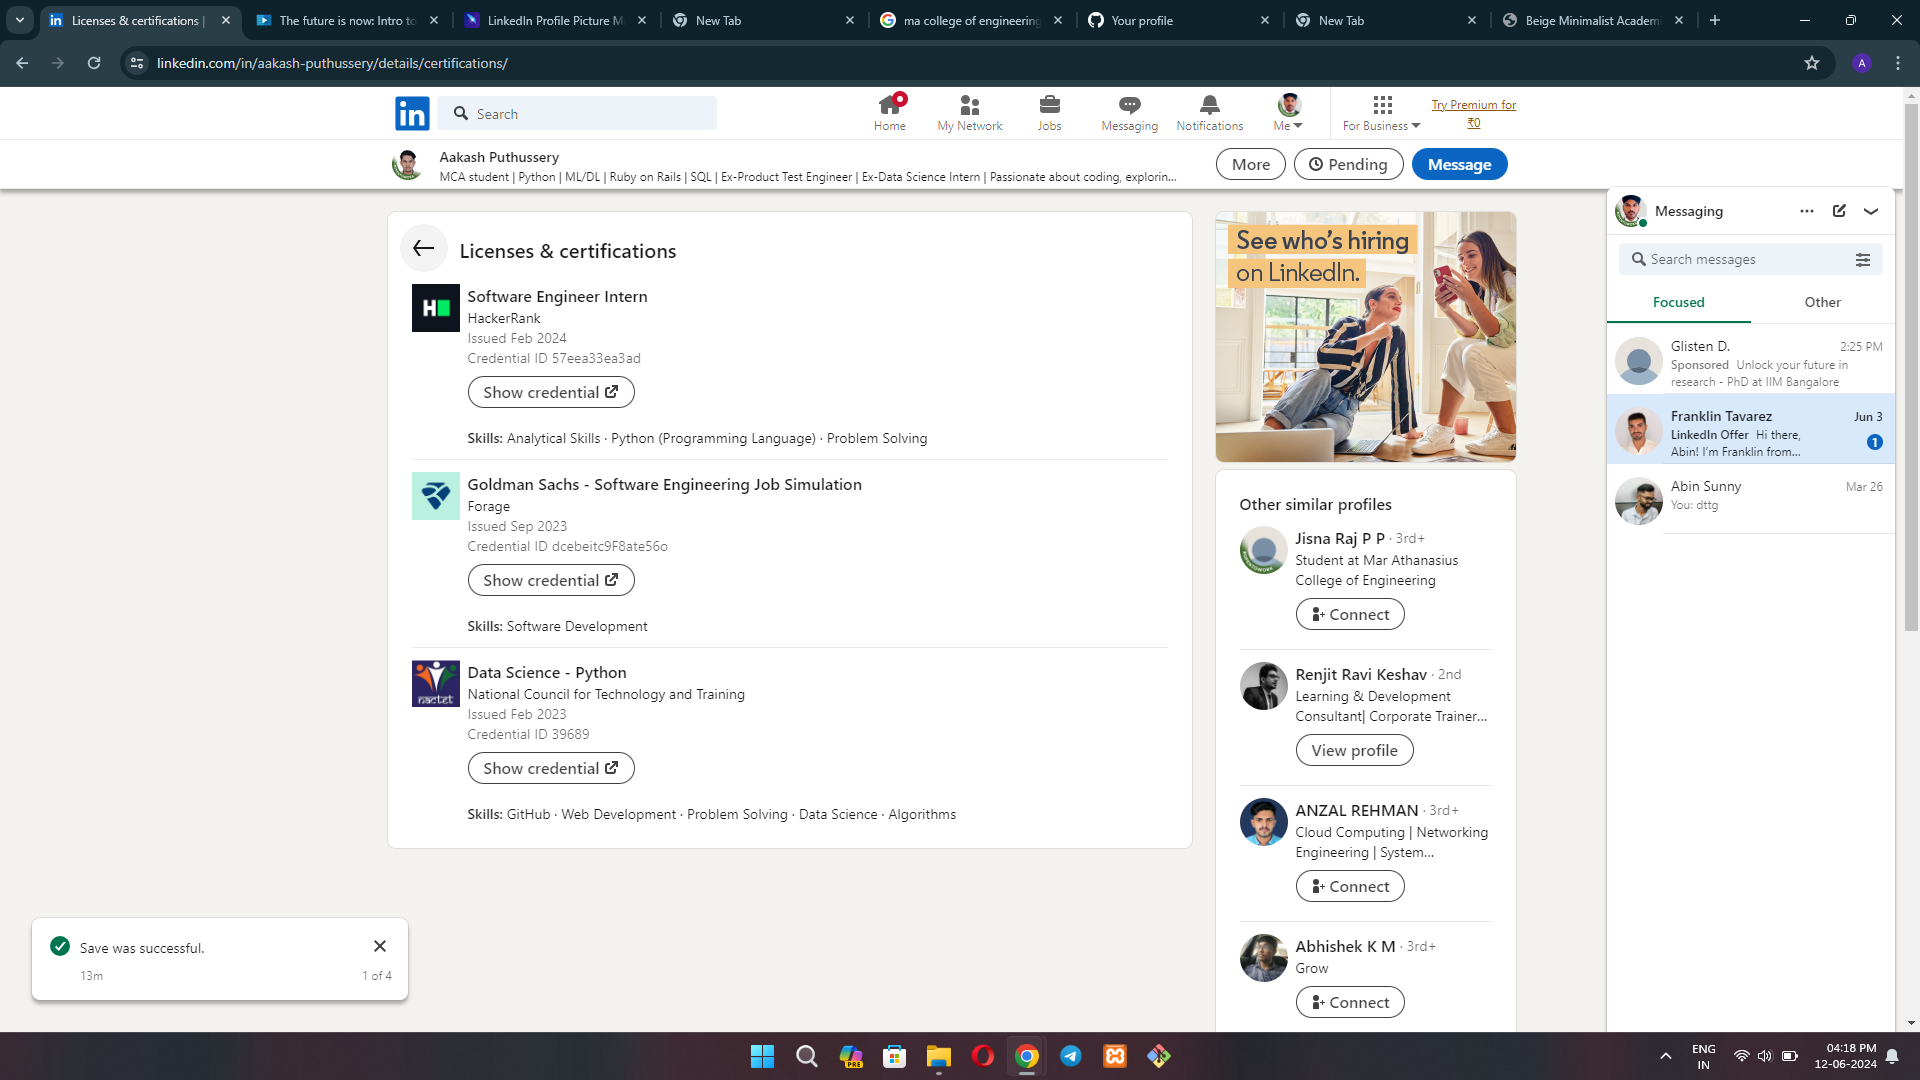 Licenses & certifications |
The future is now: Intro to
LinkedIn Profile Picture M
New Tab
ma college of engineering
Your profile
New Tab
Beige Minimalist Academ
linkedin.com/in/aakash-puthussery/details/certifications/
A
in
Search
Home
My Network
Jobs
Messaging
Notifications
Me
For Business
Try Premium for
₹0
Aakash Puthussery
MCA student | Python | ML/DL | Ruby on Rails | SQL | Ex-Product Test Engineer | Ex-Data Science Intern | Passionate about coding, explorin...
More
Pending
Message
Licenses & certifications
H
Software Engineer Intern
HackerRank
Issued Feb 2024
Credential ID 57eea33ea3ad
Show credential
Skills: Analytical Skills · Python (Programming Language) · Problem Solving
Goldman Sachs - Software Engineering Job Simulation
Forage
Issued Sep 2023
Credential ID dcebeitc9F8ate56o
Show credential
Skills: Software Development
nactet
Data Science - Python
National Council for Technology and Training
Issued Feb 2023
Credential ID 39689
Show credential
Skills: GitHub · Web Development · Problem Solving · Data Science · Algorithms
See who's hiring
on LinkedIn.
Other similar profiles
Jisna Raj P P · 3rd+
Student at Mar Athanasius
College of Engineering
Connect
Renjit Ravi Keshav · 2nd
Learning & Development
Consultant| Corporate Trainer...
View profile
ANZAL REHMAN · 3rd+
Cloud Computing | Networking
Engineering | System...
Connect
Abhishek K M · 3rd+
Grow
Connect
Messaging
Search messages
Focused
Other
Glisten D.
2:25 PM
Sponsored Unlock your future in
research - PhD at IIM Bangalore
Franklin Tavarez
Jun 3
LinkedIn Offer Hi there,
Abin! I'm Franklin from...
1
Abin Sunny
Mar 26
You: dttg
Save was successful.
13m
1 of 4
PRE
ENG
IN
04:18 PM
12-06-2024